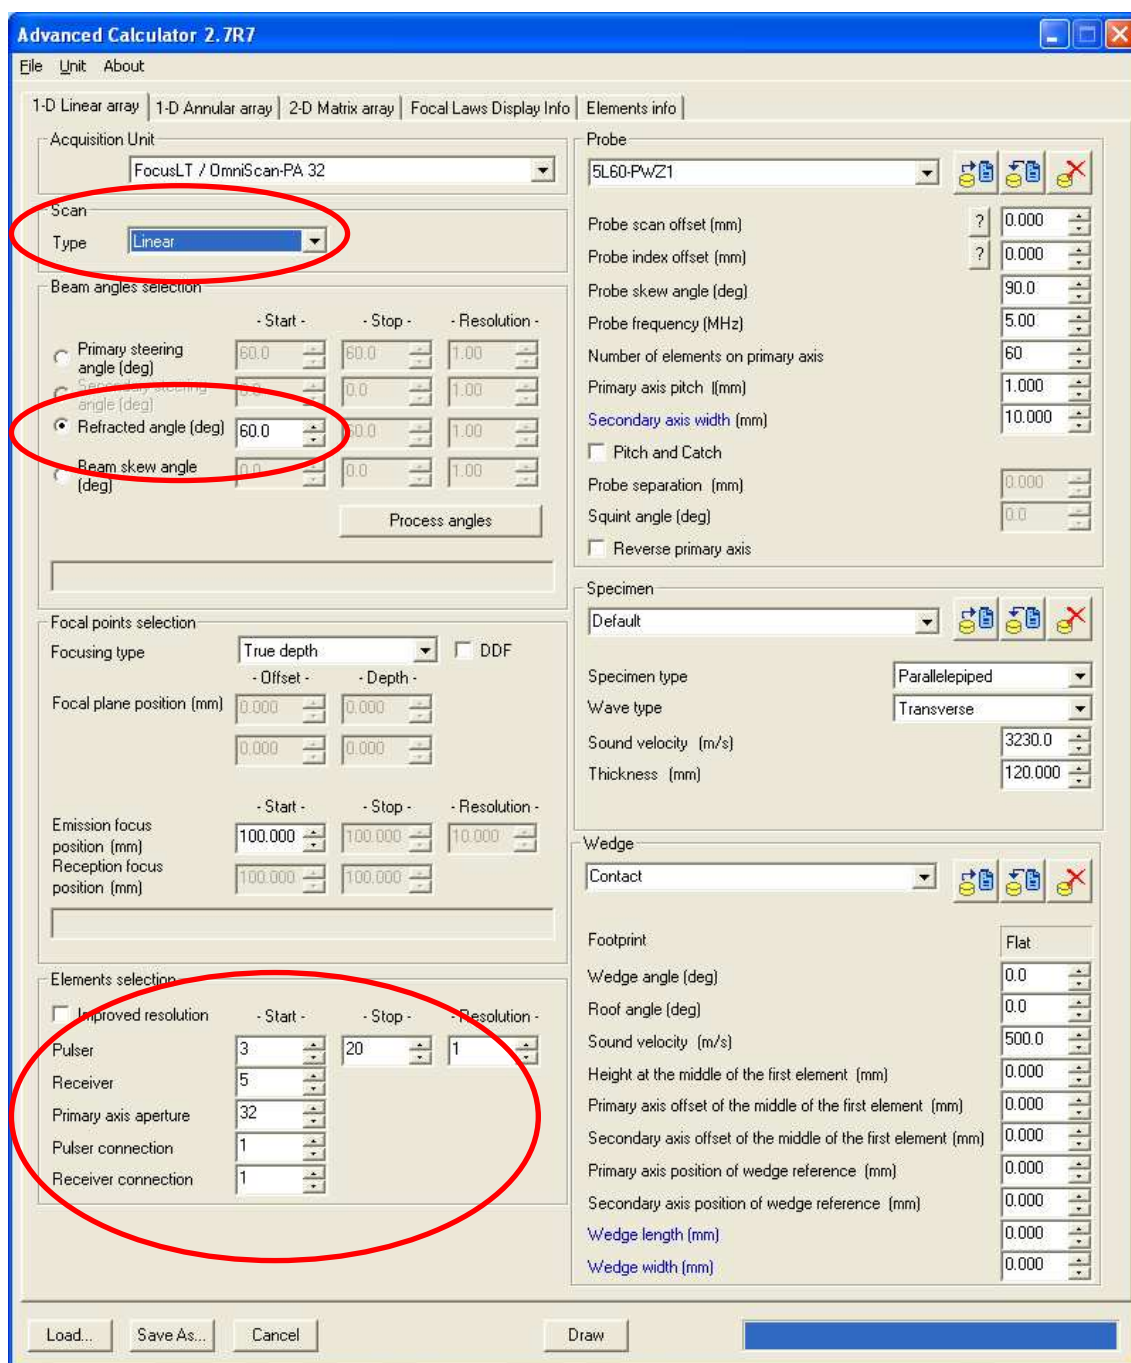 Advanced Calculator 2.7R7
File Unit About
1-D Linear array 1-D Annular array 2-D Matrix array Focal Laws Display Info Elements info
Acquisition Unit
FocusLT / OmniScan-PA 32
Scan
Type Linear
Beam angles selection
- Start - - Stop - - Resolution -
Primary steering
angle (deg) 60.0 60.0 1.00
Secondary steering
angle (deg) 0.0 0.0 1.00
Refracted angle (deg) 60.0 60.0 1.00
Beam skew angle
(deg) 0.0 0.0 1.00
Process angles
Focal points selection
Focusing type True depth DDF
- Offset - - Depth -
Focal plane position (mm) 0.000 0.000
0.000 0.000
- Start - - Stop - - Resolution -
Emission focus
position (mm) 100.000 100.000 10.000
Reception focus
position (mm) 100.000 100.000
Elements selection
Improved resolution - Start - - Stop - - Resolution -
Pulser 3 20 1
Receiver 5
Primary axis aperture 32
Pulser connection 1
Receiver connection 1
Probe
5L60-PWZ1
Probe scan offset (mm) ? 0.000
Probe index offset (mm) ? 0.000
Probe skew angle (deg) 90.0
Probe frequency (MHz) 5.00
Number of elements on primary axis 60
Primary axis pitch (mm) 1.000
Secondary axis width (mm) 10.000
Pitch and Catch
Probe separation (mm) 0.000
Squint angle (deg) 0.0
Reverse primary axis
Specimen
Default
Specimen type Parallelepiped
Wave type Transverse
Sound velocity (m/s) 3230.0
Thickness (mm) 120.000
Wedge
Contact
Footprint Flat
Wedge angle (deg) 0.0
Roof angle (deg) 0.0
Sound velocity (m/s) 500.0
Height at the middle of the first element (mm) 0.000
Primary axis offset of the middle of the first element (mm) 0.000
Secondary axis offset of the middle of the first element (mm) 0.000
Primary axis position of wedge reference (mm) 0.000
Secondary axis position of wedge reference (mm) 0.000
Wedge length (mm) 0.000
Wedge width (mm) 0.000
Load... Save As... Cancel Draw